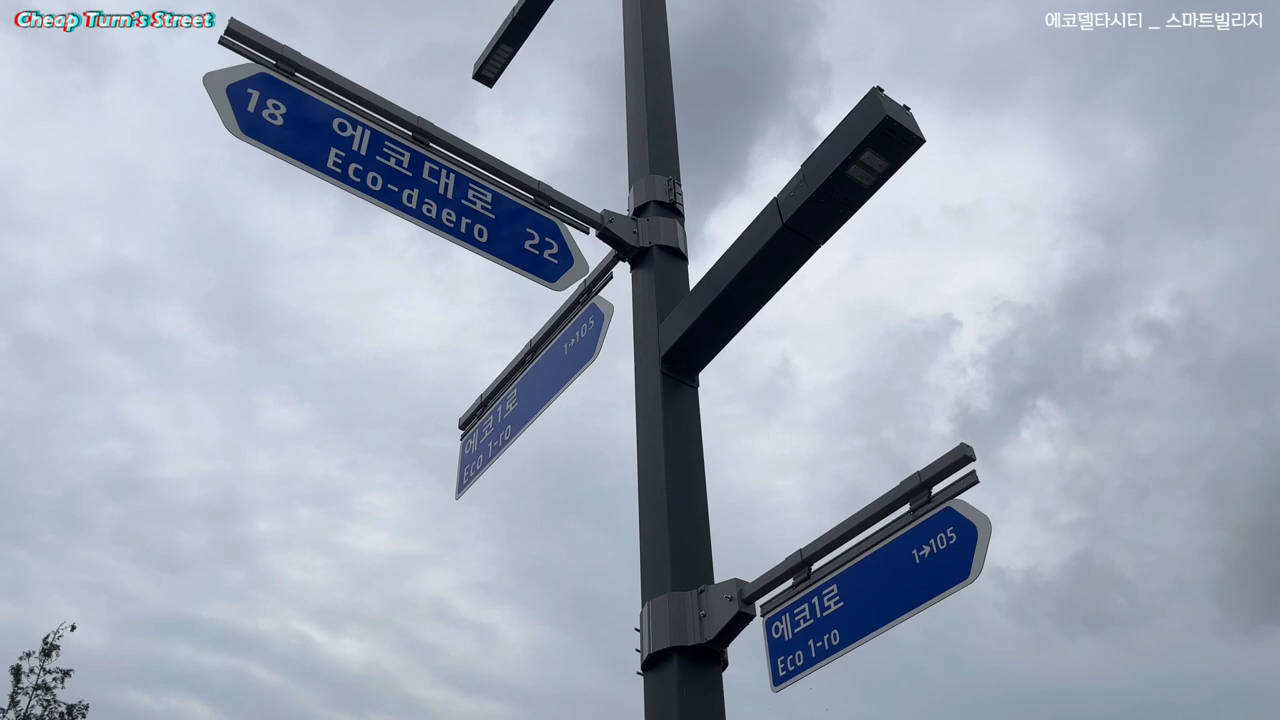 Cheap Turn's Street
에코델타시티 _ 스마트빌리지
18 에코대로 22
Eco-daero
1→105
에코1로
Eco 1-ro
1→105
에코1로
Eco 1-ro